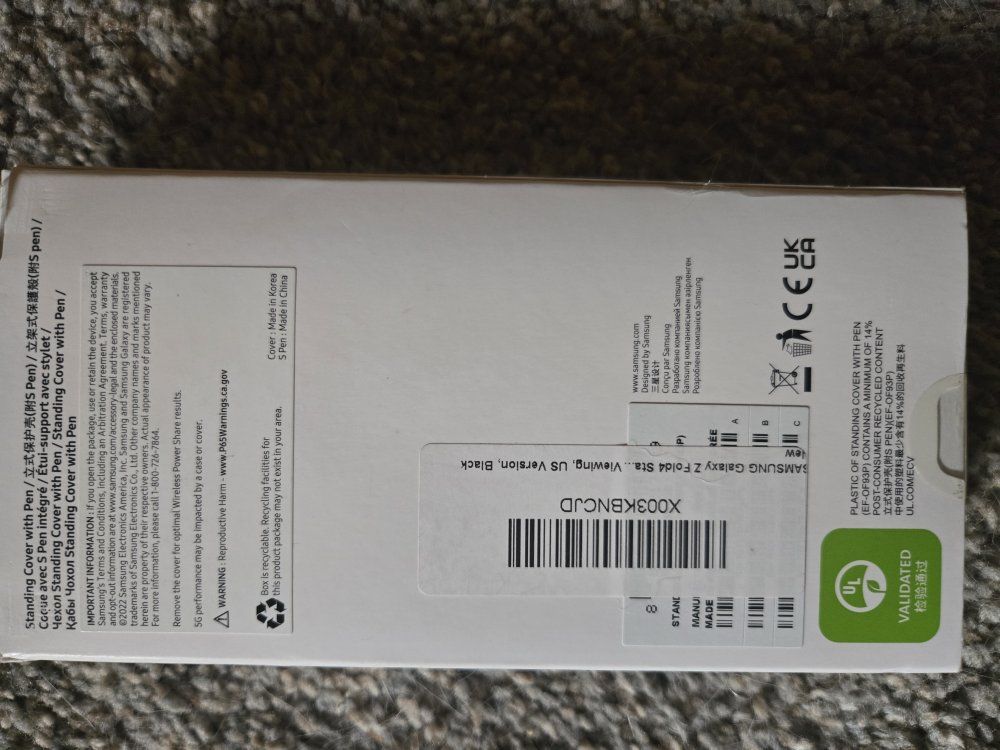 Standing Cover with Pen / 立式保护壳(附S Pen) / 立架式保護殼(附S pen) /
Coque avec S Pen intégré / Étui-support avec stylet /
Чехол Standing Cover with Pen / Standing Cover with Pen /
Қабы Чохол Standing Cover with Pen
IMPORTANT INFORMATION : If you open the package, use or retain the device, you accept
Samsung's Terms and Conditions, including an Arbitration Agreement. Terms, warranty
and opt-out information are at www.samsung.com/accessory-legal and the enclosed materials.
©2022 Samsung Electronics America, Inc. Samsung and Samsung Galaxy are registered
trademarks of Samsung Electronics Co., Ltd. Other company names and marks mentioned
herein are property of their respective owners. Actual appearance of product may vary.
For more information, please call 1-800-726-7864.
Remove the cover for optimal Wireless Power Share results.
5G performance may be impacted by a case or cover.
WARNING : Reproductive Harm - www.P65Warnings.ca.gov
Cover : Made in Korea
S Pen : Made in China
Box is recyclable. Recycling facilities for
this product package may not exist in your area.
X003KBNCJD
SAMSUNG Galaxy Z Fold4 Sta... Viewing, US Version, Black
New
STAND
MANU
MADE
P)
RÉE
A
B
C
www.samsung.com
Designed by Samsung
三星设计
Conçu par Samsung
Разработано компанией Samsung
Samsung компаниясымен әзірленген
Розроблено компанією Samsung
CE UK CA
PLASTIC OF STANDING COVER WITH PEN
(EF-OF93P) CONTAINS A MINIMUM OF 14%
POST-CONSUMER RECYCLED CONTENT
立式保护壳(附S PEN)(EF-OF93P)
中使用的塑料最少含有14%的回收再生料
UL.COM/ECV
UL
VALIDATED
检验通过